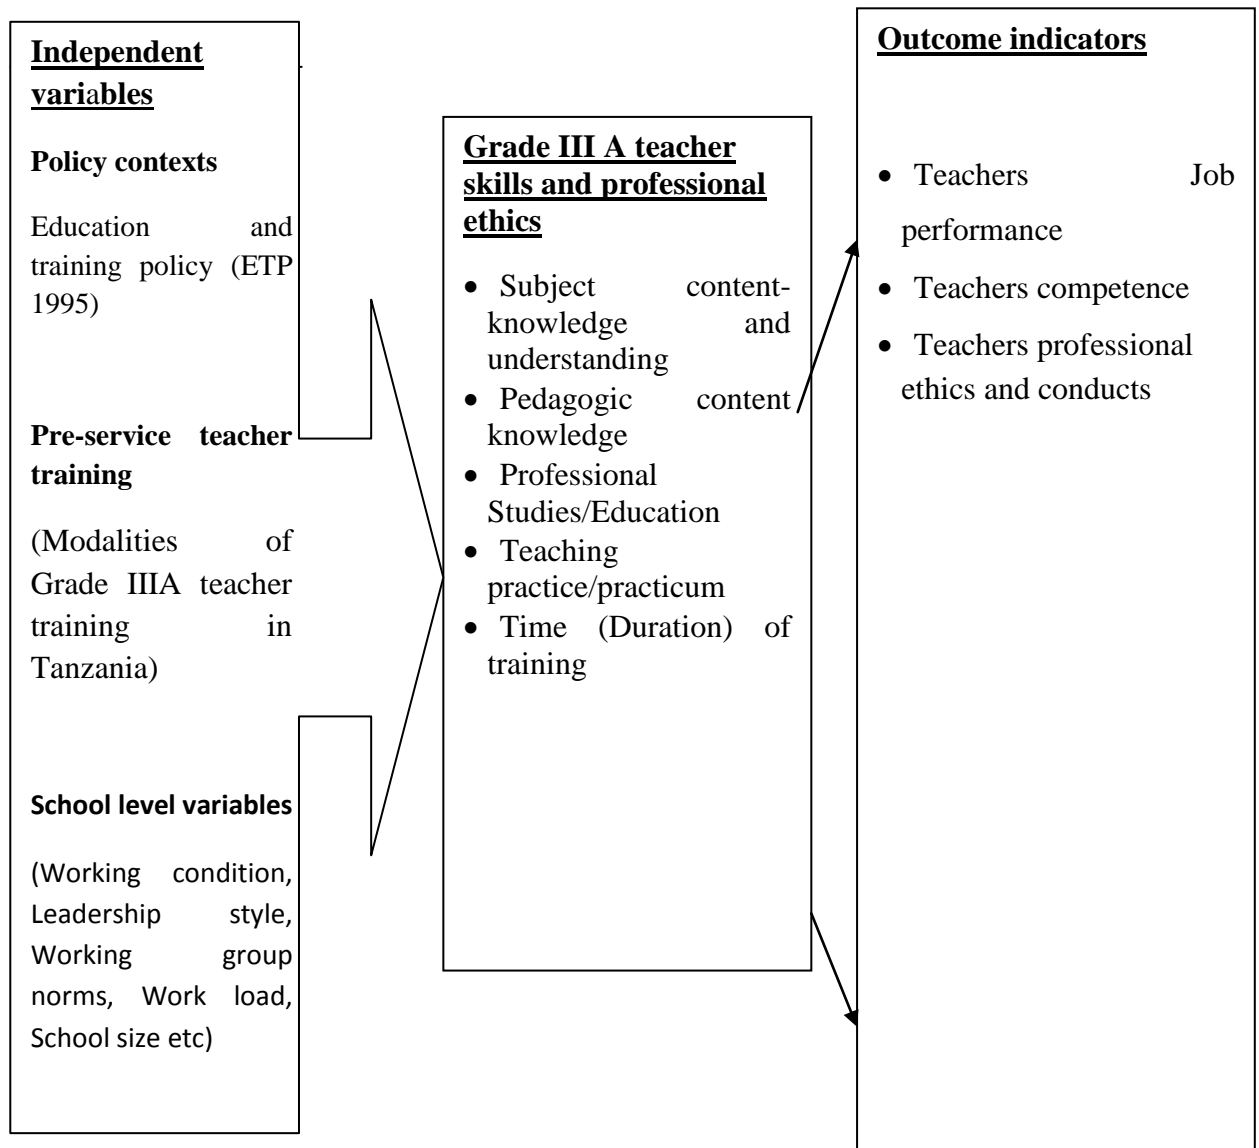 Independent
variables
Policy contexts
Education and
training policy (ETP
1995)
Pre-service teacher
training
(Modalities of
Grade IIIA teacher
training in
Tanzania)
School level variables
(Working condition,
Leadership style,
Working group
norms, Work load,
School size etc)
Grade III A teacher
skills and professional
ethics
• Subject content-
knowledge and
understanding
• Pedagogic content
knowledge
• Professional
Studies/Education
• Teaching
practice/practicum
• Time (Duration) of
training
Outcome indicators
• Teachers Job
performance
• Teachers competence
• Teachers professional
ethics and conducts